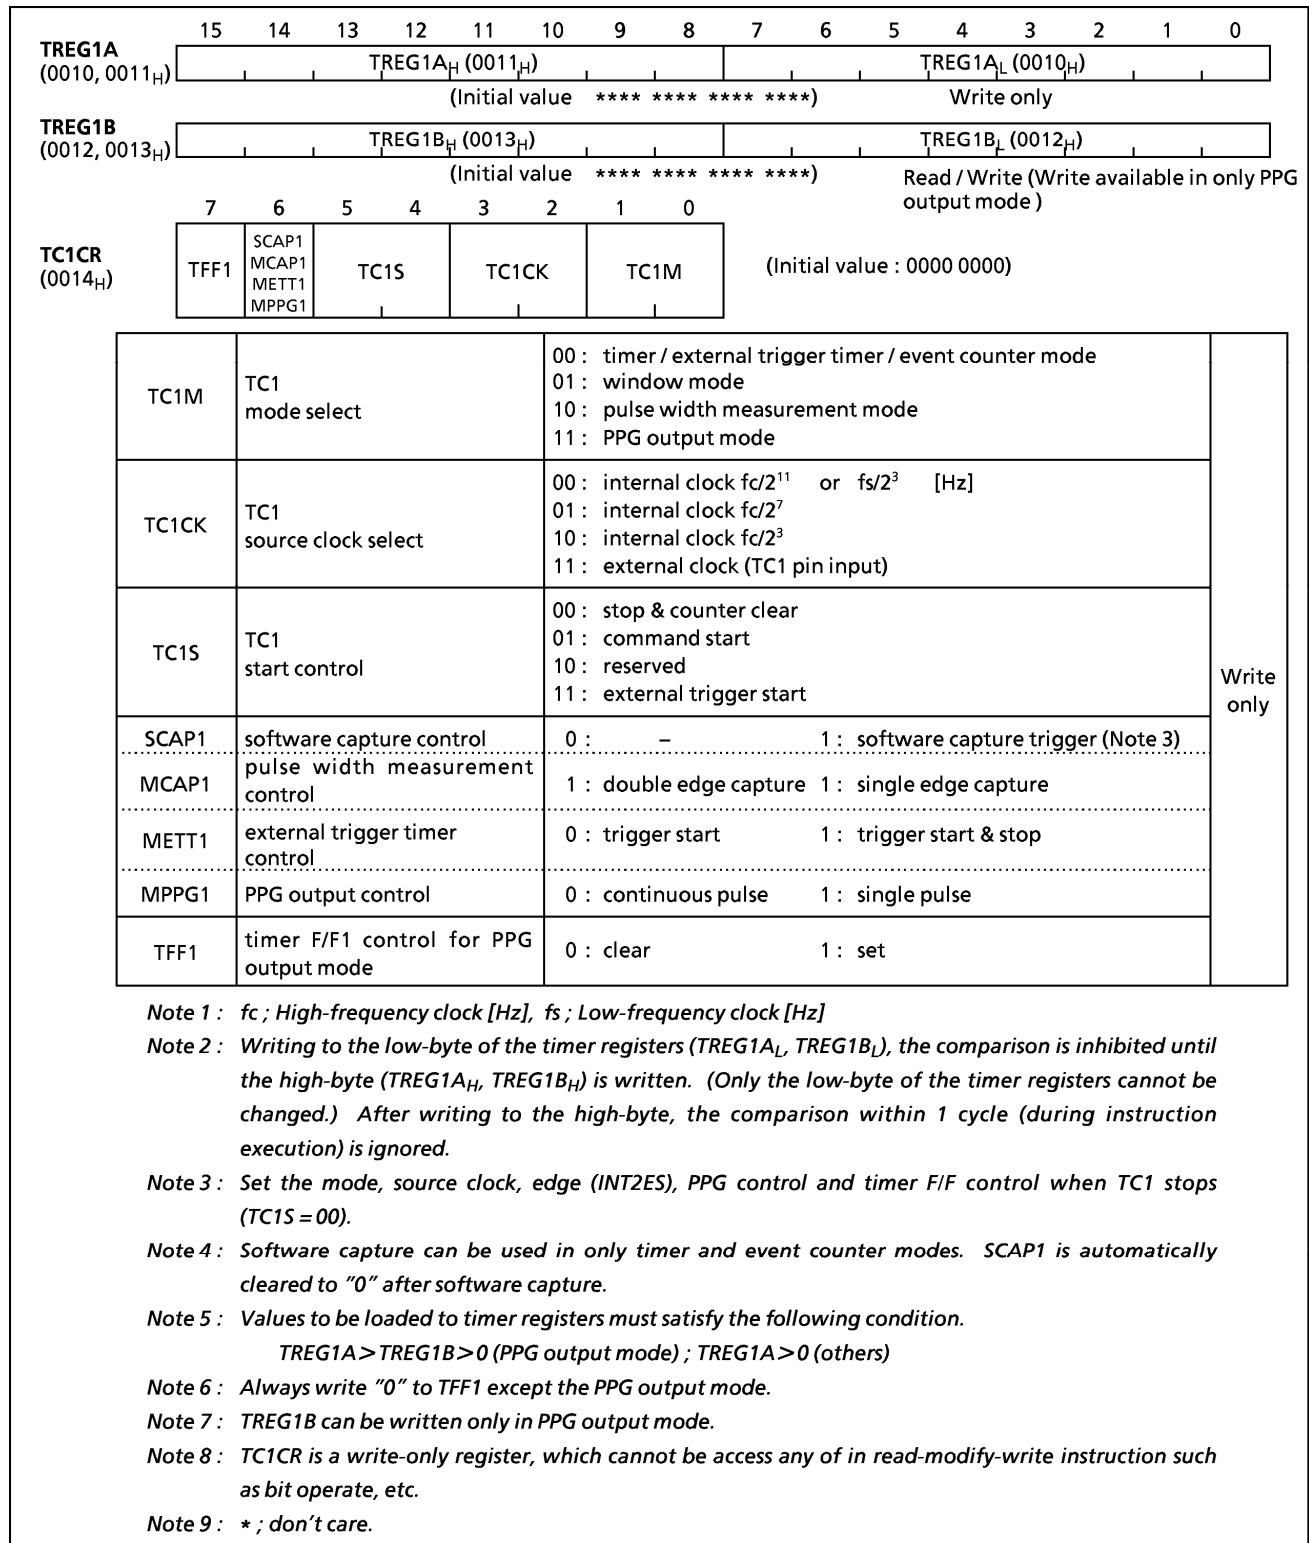 15 14 13 12 11 10 9 8 7 6 5 4 3 2 1 0
TREG1A
(0010, 0011H)
TREG1AH (0011H) TREG1AL (0010H)
(Initial value **** **** **** ****) Write only
TREG1B
(0012, 0013H)
TREG1BH (0013H) TREG1BL (0012H)
(Initial value **** **** **** ****) Read / Write (Write available in only PPG
output mode )
7 6 5 4 3 2 1 0
TC1CR
(0014H)
TFF1
SCAP1
MCAP1
METT1
MPPG1
TC1S TC1CK TC1M (Initial value : 0000 0000)
TC1M
TC1
mode select
00 : timer / external trigger timer / event counter mode
01 : window mode
10 : pulse width measurement mode
11 : PPG output mode
TC1CK
TC1
source clock select
00 : internal clock fc/2¹¹ or fs/2³ [Hz]
01 : internal clock fc/2⁷
10 : internal clock fc/2³
11 : external clock (TC1 pin input)
TC1S
TC1
start control
00 : stop & counter clear
01 : command start
10 : reserved
11 : external trigger start
Write
only
SCAP1 software capture control 0 : – 1 : software capture trigger (Note 3)
MCAP1
pulse width measurement
control
1 : double edge capture 1 : single edge capture
METT1
external trigger timer
control
0 : trigger start 1 : trigger start & stop
MPPG1 PPG output control 0 : continuous pulse 1 : single pulse
TFF1
timer F/F1 control for PPG
output mode
0 : clear 1 : set
Note 1 : fc ; High-frequency clock [Hz], fs ; Low-frequency clock [Hz]
Note 2 : Writing to the low-byte of the timer registers (TREG1AL, TREG1BL), the comparison is inhibited until
the high-byte (TREG1AH, TREG1BH) is written. (Only the low-byte of the timer registers cannot be
changed.) After writing to the high-byte, the comparison within 1 cycle (during instruction
execution) is ignored.
Note 3 : Set the mode, source clock, edge (INT2ES), PPG control and timer F/F control when TC1 stops
(TC1S = 00).
Note 4 : Software capture can be used in only timer and event counter modes. SCAP1 is automatically
cleared to "0" after software capture.
Note 5 : Values to be loaded to timer registers must satisfy the following condition.
TREG1A>TREG1B>0 (PPG output mode) ; TREG1A>0 (others)
Note 6 : Always write "0" to TFF1 except the PPG output mode.
Note 7 : TREG1B can be written only in PPG output mode.
Note 8 : TC1CR is a write-only register, which cannot be access any of in read-modify-write instruction such
as bit operate, etc.
Note 9 : * ; don't care.